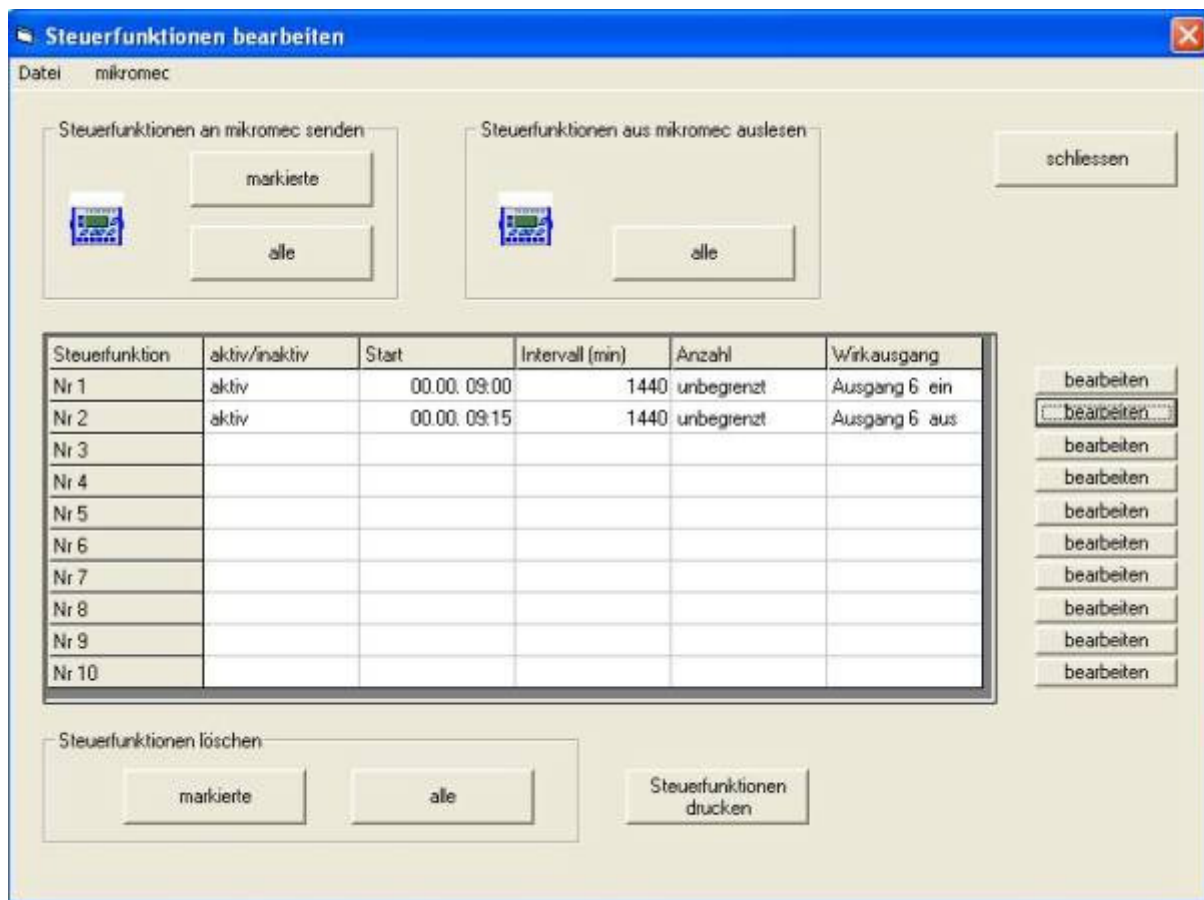 Steuerfunktionen bearbeiten
Datei mikromec
Steuerfunktionen an mikromec senden
markierte
alle
Steuerfunktionen aus mikromec auslesen
alle
schliessen
Steuerfunktion aktiv/inaktiv Start Intervall (min) Anzahl Wirkausgang
Nr 1 aktiv 00.00. 09:00 1440 unbegrenzt Ausgang 6 ein bearbeiten
Nr 2 aktiv 00.00. 09:15 1440 unbegrenzt Ausgang 6 aus bearbeiten
Nr 3 bearbeiten
Nr 4 bearbeiten
Nr 5 bearbeiten
Nr 6 bearbeiten
Nr 7 bearbeiten
Nr 8 bearbeiten
Nr 9 bearbeiten
Nr 10 bearbeiten
Steuerfunktionen löschen
markierte
alle
Steuerfunktionen
drucken